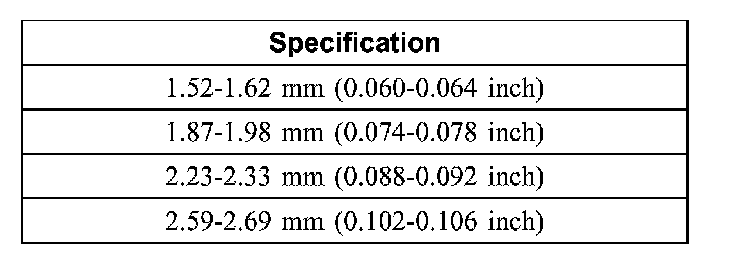 Specification
1.52-1.62 mm (0.060-0.064 inch)
1.87-1.98 mm (0.074-0.078 inch)
2.23-2.33 mm (0.088-0.092 inch)
2.59-2.69 mm (0.102-0.106 inch)